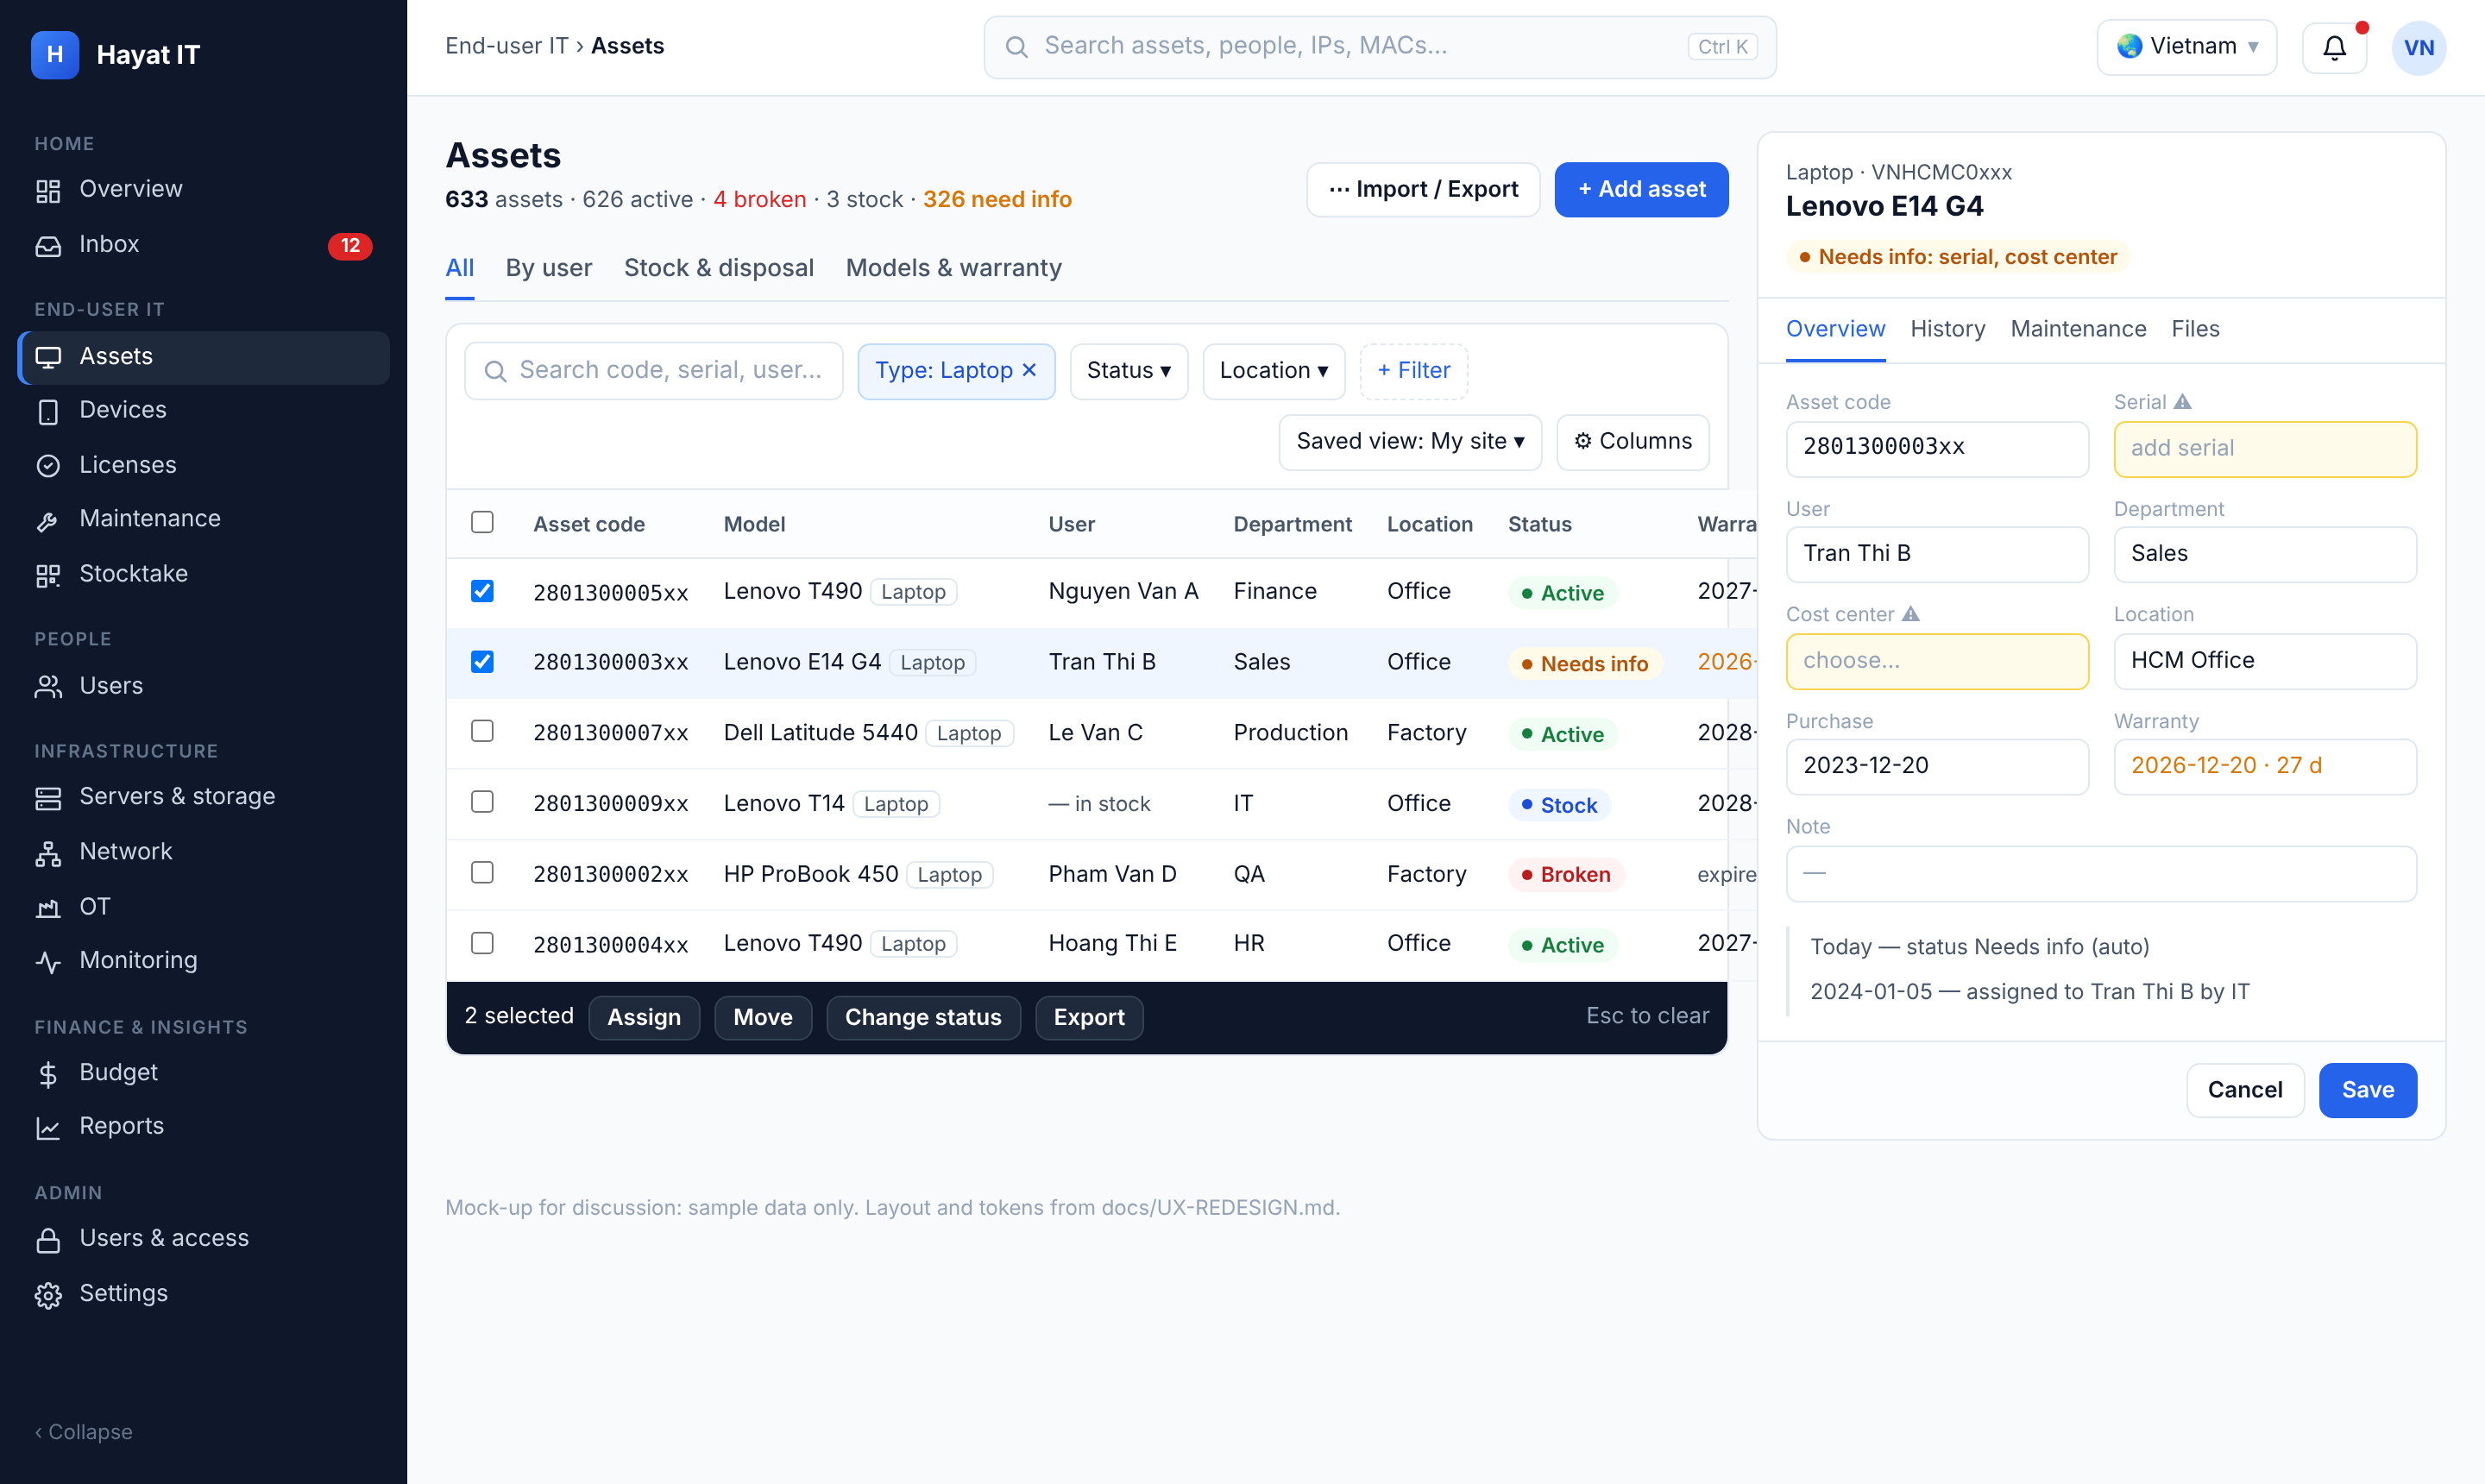 H Hayat IT
HOME
Overview
Inbox 12
END-USER IT
Assets
Devices
Licenses
Maintenance
Stocktake
PEOPLE
Users
INFRASTRUCTURE
Servers & storage
Network
OT
Monitoring
FINANCE & INSIGHTS
Budget
Reports
ADMIN
Users & access
Settings
‹ Collapse
End-user IT › Assets
Search assets, people, IPs, MACs... Ctrl K
Vietnam ▾
VN
Assets
633 assets · 626 active · 4 broken · 3 stock · 326 need info
··· Import / Export
+ Add asset
All By user Stock & disposal Models & warranty
Search code, serial, user... Type: Laptop ✕ Status ▾ Location ▾ + Filter
Saved view: My site ▾ ⚙ Columns
Asset code Model User Department Location Status Warra
2801300005xx Lenovo T490 Laptop Nguyen Van A Finance Office Active 2027-
2801300003xx Lenovo E14 G4 Laptop Tran Thi B Sales Office Needs info 2026-
2801300007xx Dell Latitude 5440 Laptop Le Van C Production Factory Active 2028-
2801300009xx Lenovo T14 Laptop — in stock IT Office Stock 2028-
2801300002xx HP ProBook 450 Laptop Pham Van D QA Factory Broken expire
2801300004xx Lenovo T490 Laptop Hoang Thi E HR Office Active 2027-
2 selected Assign Move Change status Export Esc to clear
Laptop · VNHCMC0xxx
Lenovo E14 G4
Needs info: serial, cost center
Overview History Maintenance Files
Asset code Serial ⚠
2801300003xx add serial
User Department
Tran Thi B Sales
Cost center ⚠ Location
choose... HCM Office
Purchase Warranty
2023-12-20 2026-12-20 · 27 d
Note
—
Today — status Needs info (auto)
2024-01-05 — assigned to Tran Thi B by IT
Cancel Save
Mock-up for discussion: sample data only. Layout and tokens from docs/UX-REDESIGN.md.